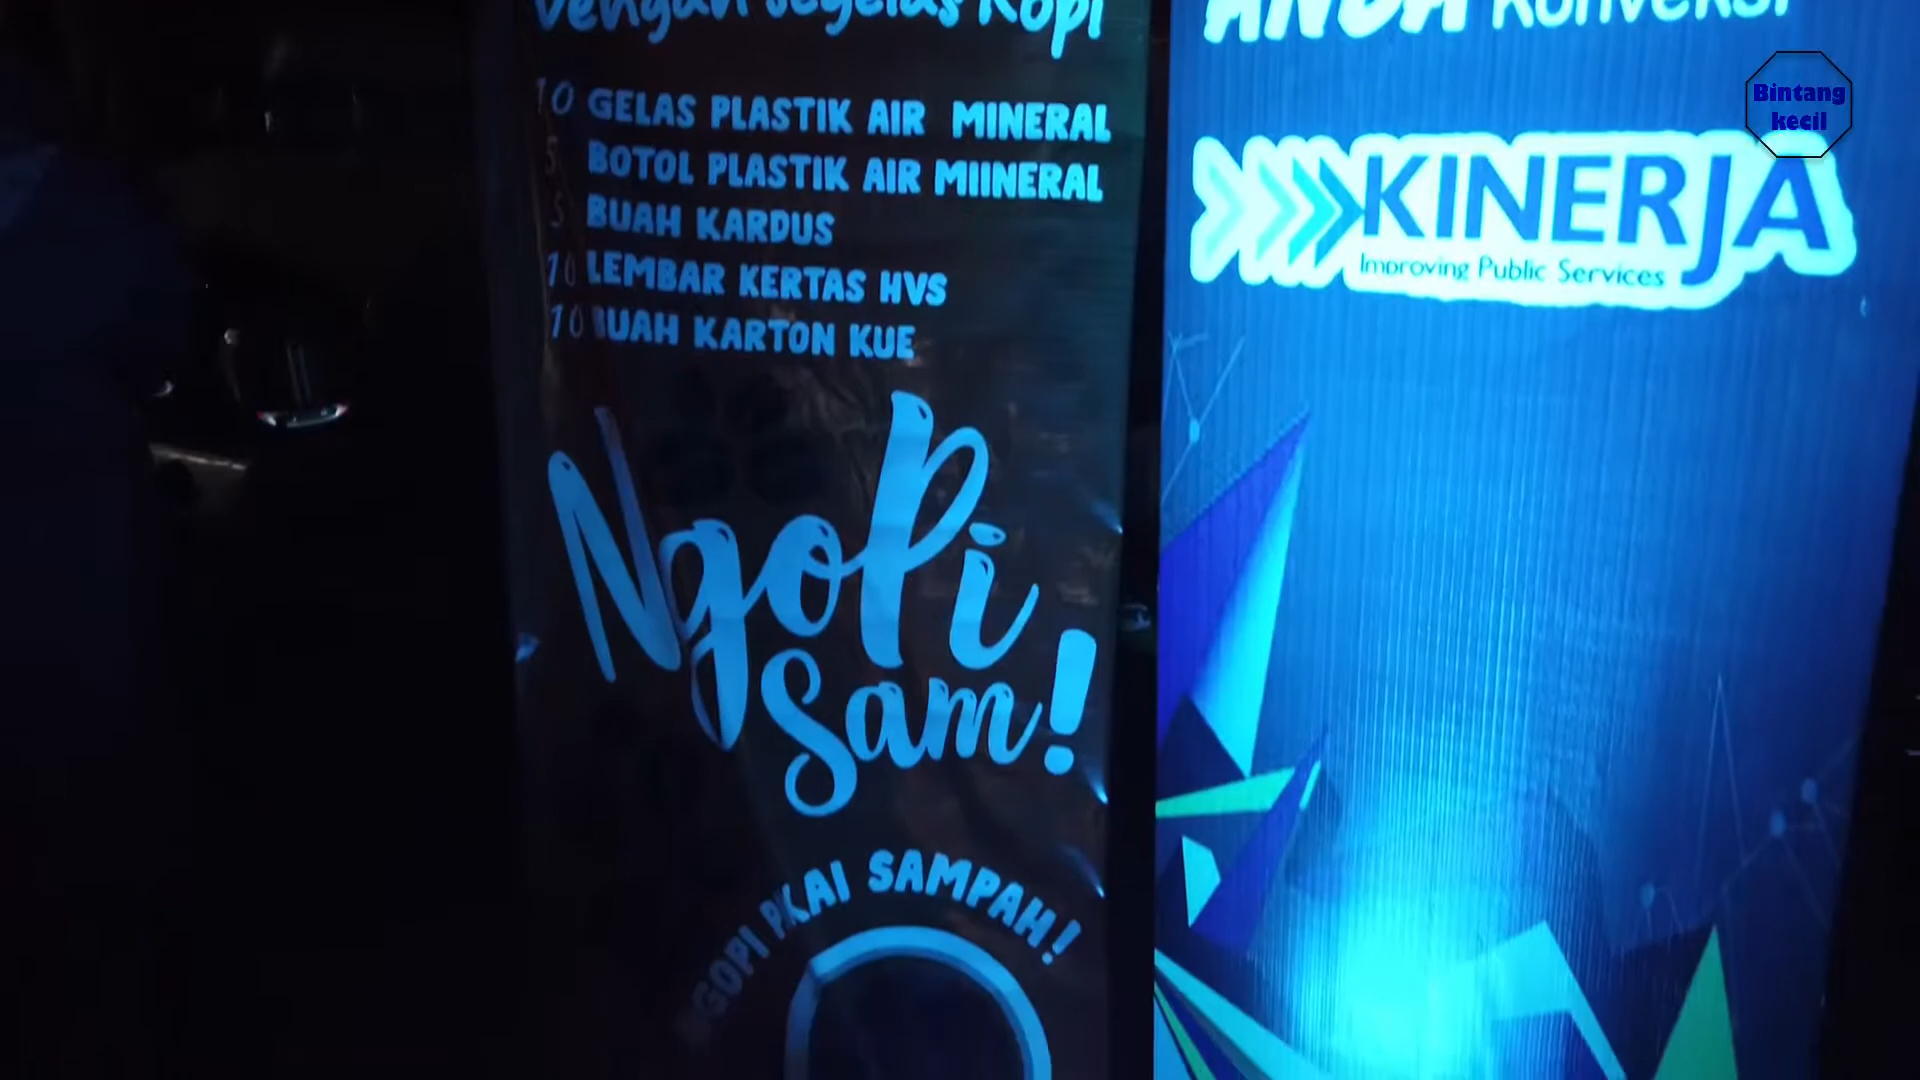 Dengan segelas Kopi
10 GELAS PLASTIK AIR MINERAL
5 BOTOL PLASTIK AIR MIINERAL
5 BUAH KARDUS
10 LEMBAR KERTAS HVS
10 BUAH KARTON KUE
NgoPi
Sam!
NGOPI PKAI SAMPAH!
ANDA Konveksi
KINERJA
Improving Public Services
Bintang
kecil